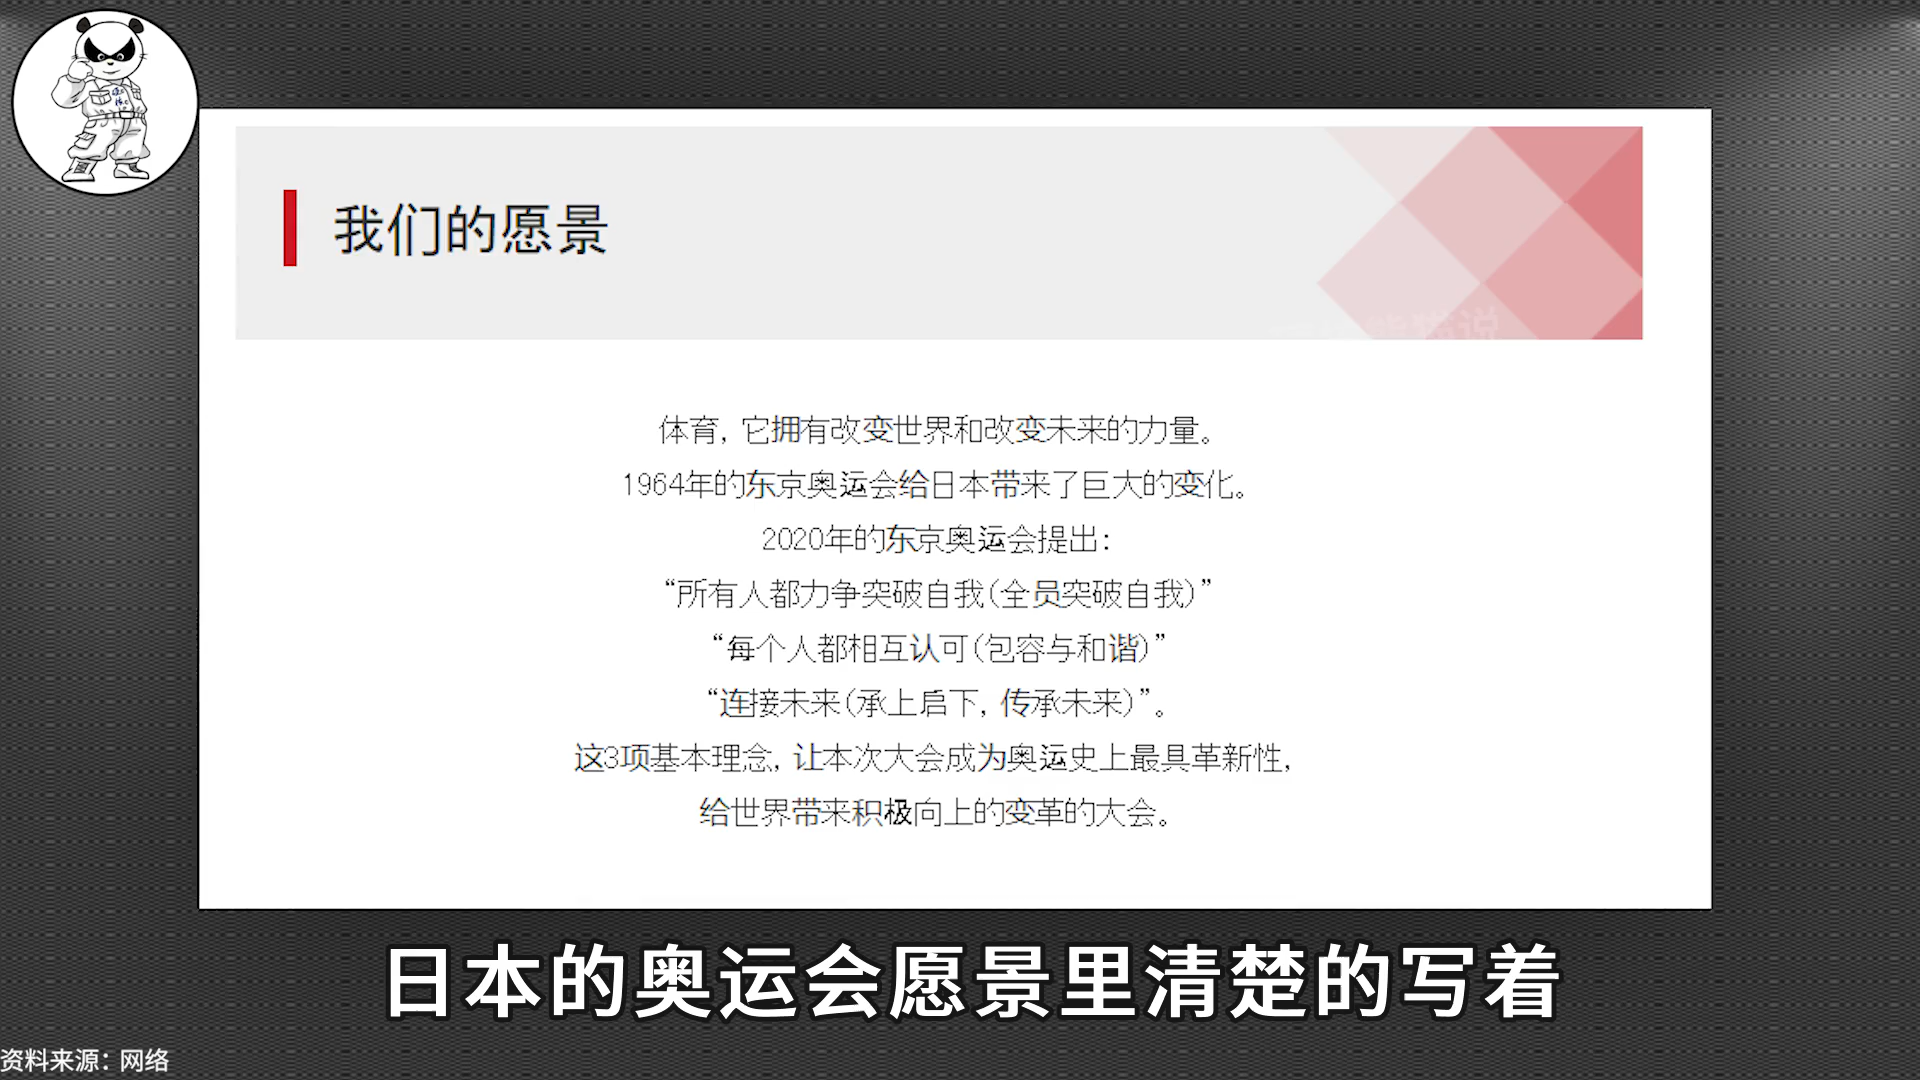 我们的愿景
体育，它拥有改变世界和改变未来的力量。
1964年的东京奥运会给日本带来了巨大的变化。
2020年的东京奥运会提出：
“所有人都力争突破自我（全员突破自我）”
“每个人都相互认可（包容与和谐）”
“连接未来（承上启下，传承未来）”。
这3项基本理念，让本次大会成为奥运史上最具革新性，
给世界带来积极向上的变革的大会。
日本的奥运会愿景里清楚的写着
资料来源：网络